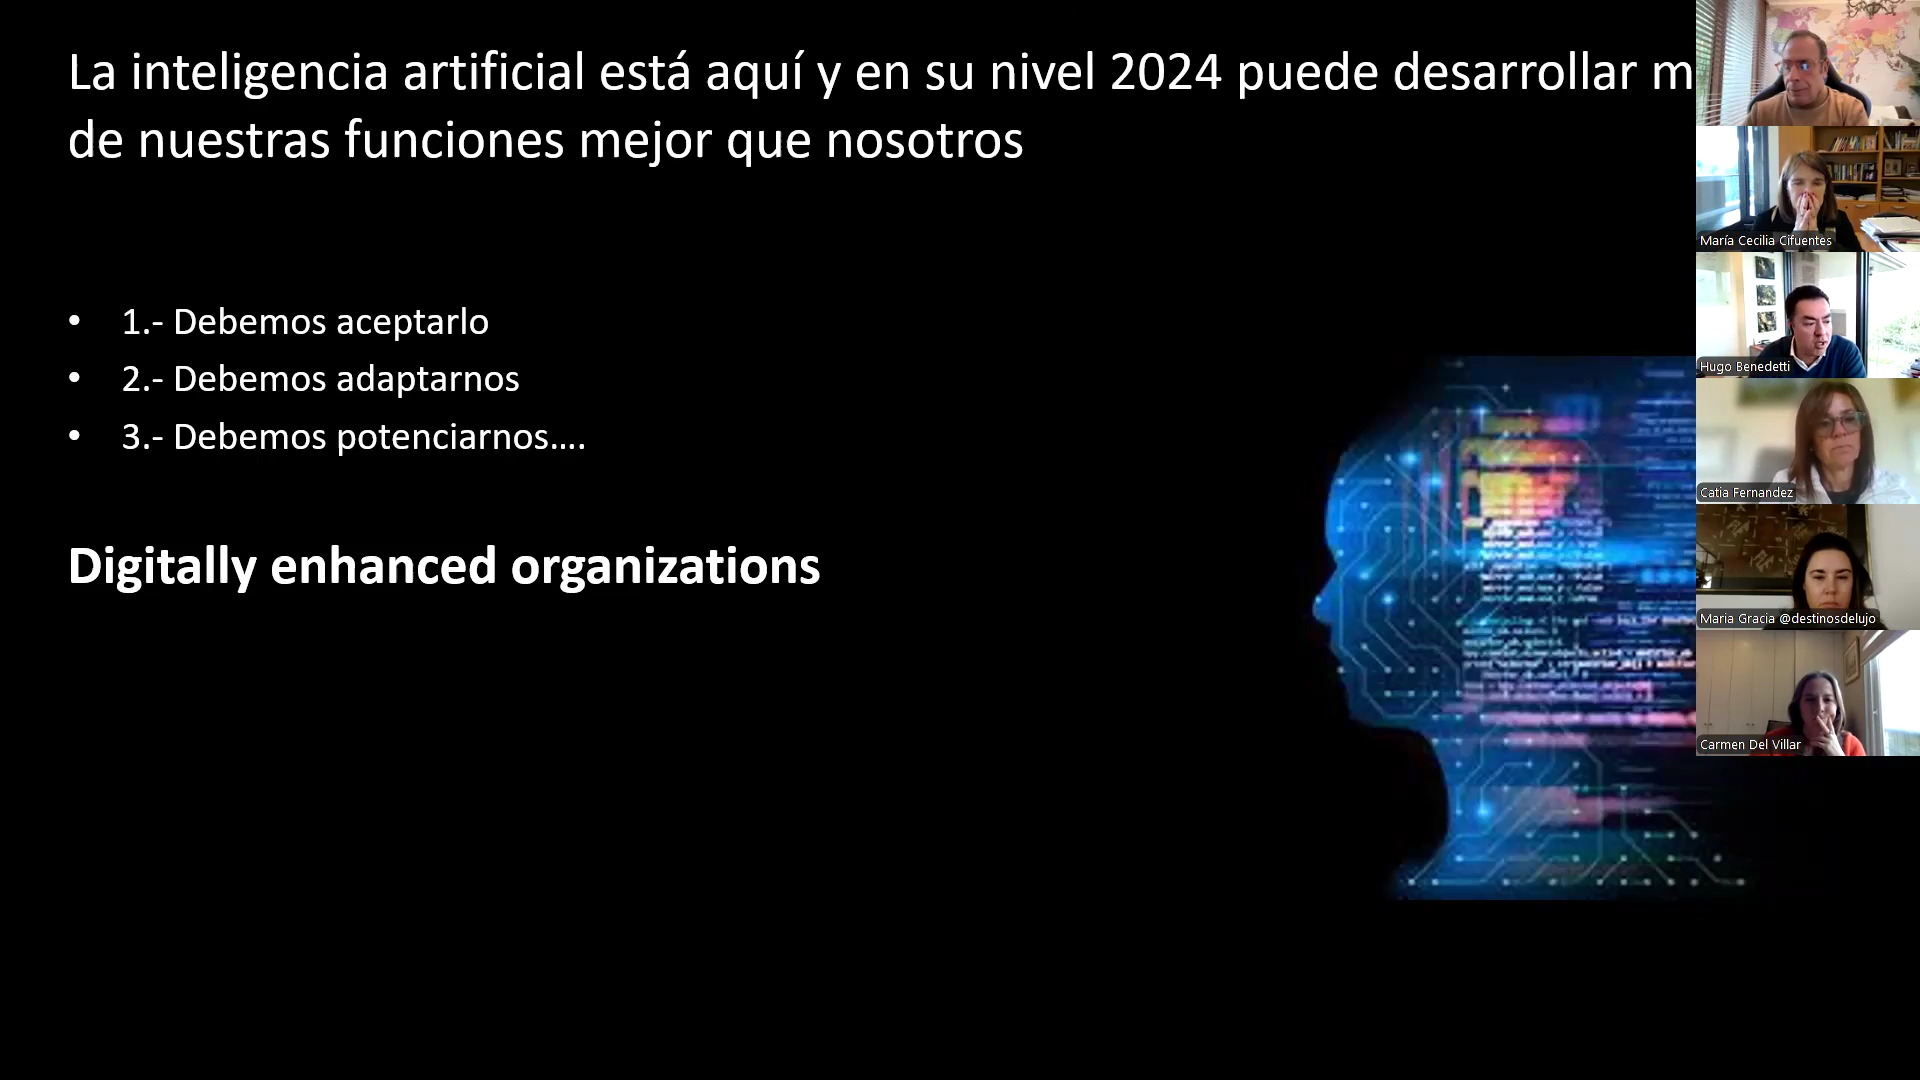 La inteligencia artificial está aquí y en su nivel 2024 puede desarrollar m
de nuestras funciones mejor que nosotros
• 1.- Debemos aceptarlo
• 2.- Debemos adaptarnos
• 3.- Debemos potenciarnos....
Digitally enhanced organizations
María Cecilia Cifuentes
Hugo Benedetti
Catia Fernandez
Maria Gracia @destinosdelujo
Carmen Del Villar